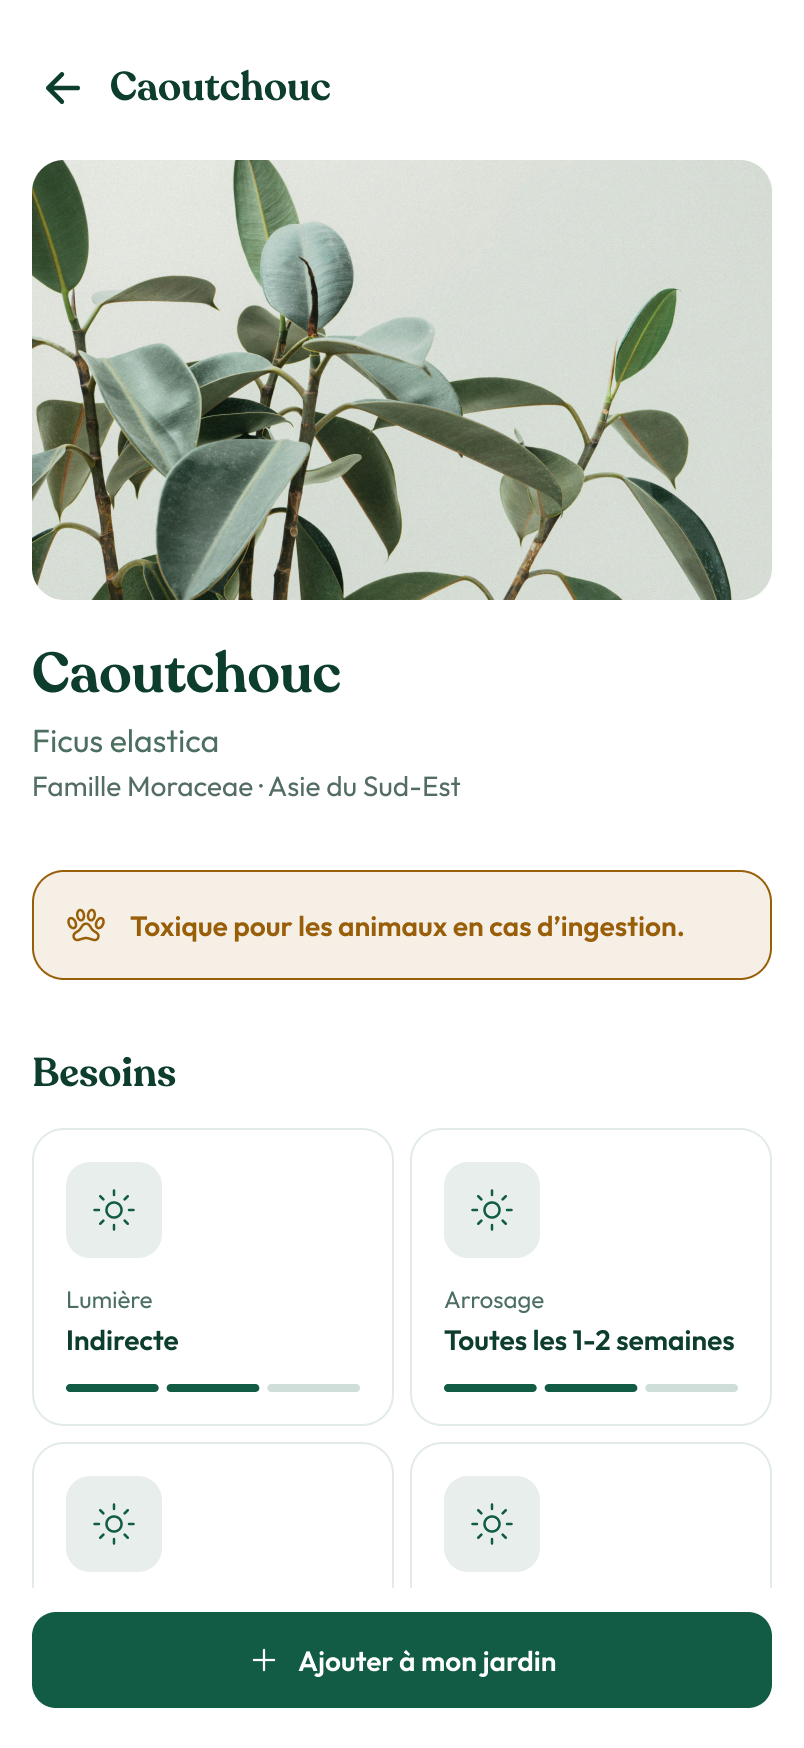 Caoutchouc
Caoutchouc
Ficus elastica
Famille Moraceae · Asie du Sud-Est
Toxique pour les animaux en cas d’ingestion.
Besoins
Lumière
Indirecte
Arrosage
Toutes les 1-2 semaines
Ajouter à mon jardin